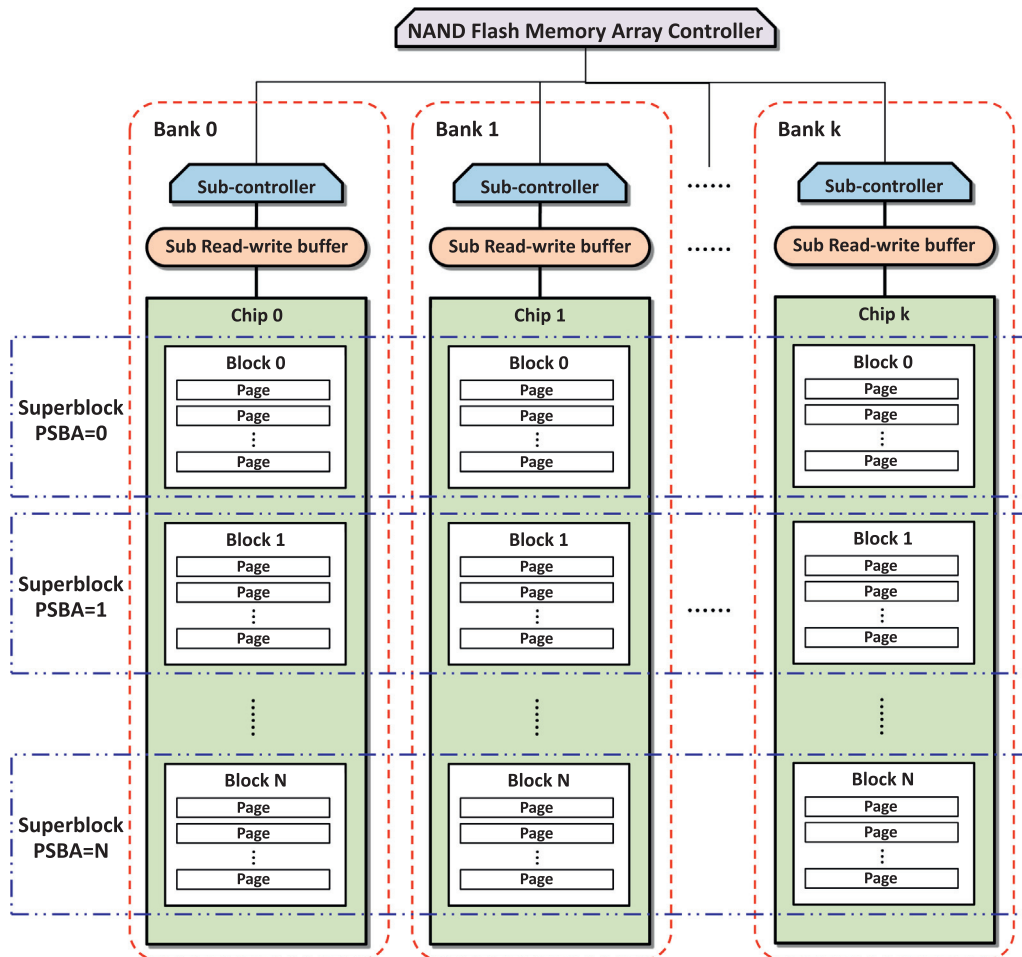 NAND Flash Memory Array Controller
Bank 0
Bank 1
Bank k
Sub-controller
Sub-controller
......
Sub-controller
Sub Read-write buffer
Sub Read-write buffer
......
Sub Read-write buffer
Chip 0
Chip 1
Chip k
Superblock
PSBA=0
Block 0
Page
Page
Page
Block 0
Page
Page
Page
Block 0
Page
Page
Page
Superblock
PSBA=1
Block 1
Page
Page
Page
Block 1
Page
Page
Page
......
Block 1
Page
Page
Page
Superblock
PSBA=N
Block N
Page
Page
Page
Block N
Page
Page
Page
Block N
Page
Page
Page